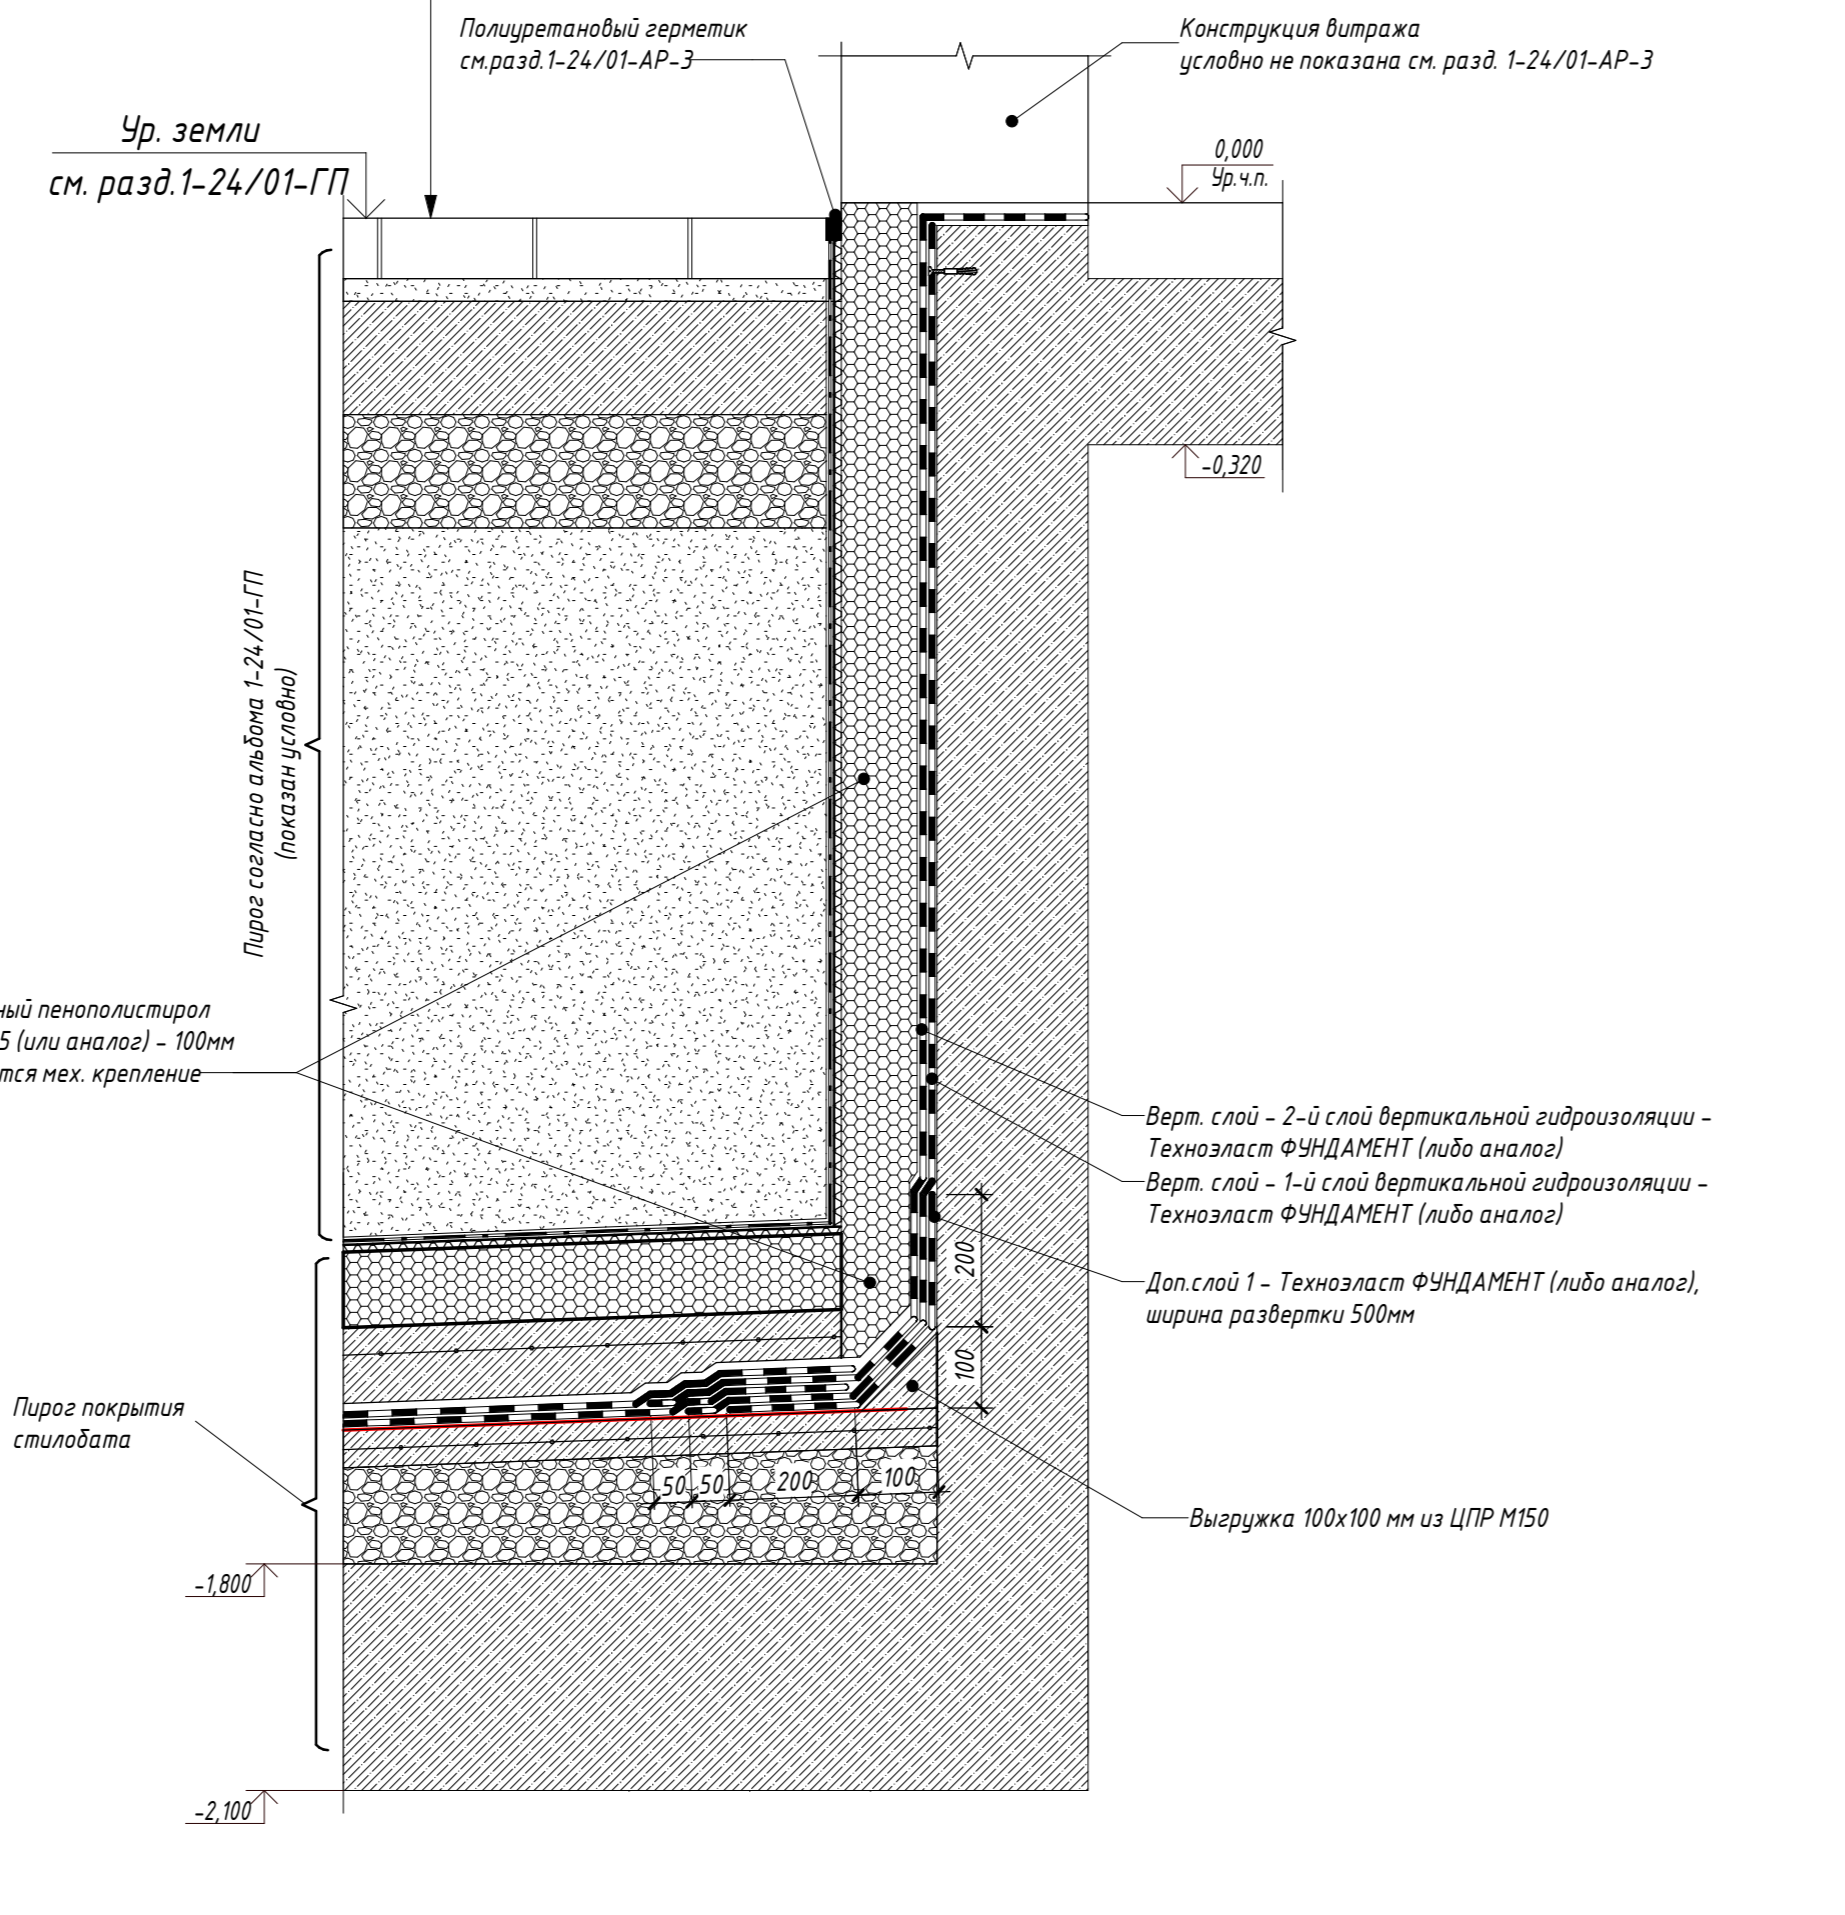 Полиуретановый герметик
см.разд.1-24/01-АР-3
Конструкция витража
условно не показана см. разд. 1-24/01-АР-3
Ур. земли
см. разд.1-24/01-ГП
0,000
Ур.ч.п.
-0,320
Пирог согласно альбома 1-24/01-ГП
(показан условно)
ный пенополистирол
5 (или аналог) - 100мм
тся мех. крепление
Верт. слой - 2-й слой вертикальной гидроизоляции -
Техноэласт ФУНДАМЕНТ (либо аналог)
Верт. слой - 1-й слой вертикальной гидроизоляции -
Техноэласт ФУНДАМЕНТ (либо аналог)
200
Доп.слой 1 - Техноэласт ФУНДАМЕНТ (либо аналог),
ширина развертки 500мм
100
Пирог покрытия
стилобата
50 50 200 100
Выгружка 100х100 мм из ЦПР М150
-1,800
-2,100